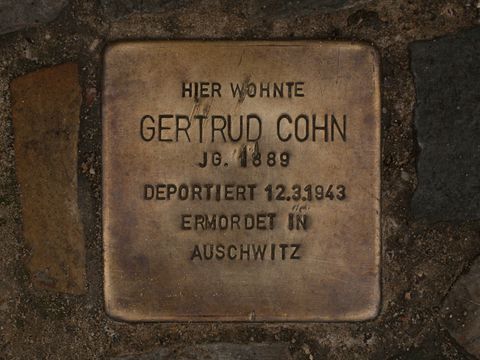 HIER WOHNTE
GERTRUD COHN
JG. 1889
DEPORTIERT 12.3.1943
ERMORDET IN
AUSCHWITZ